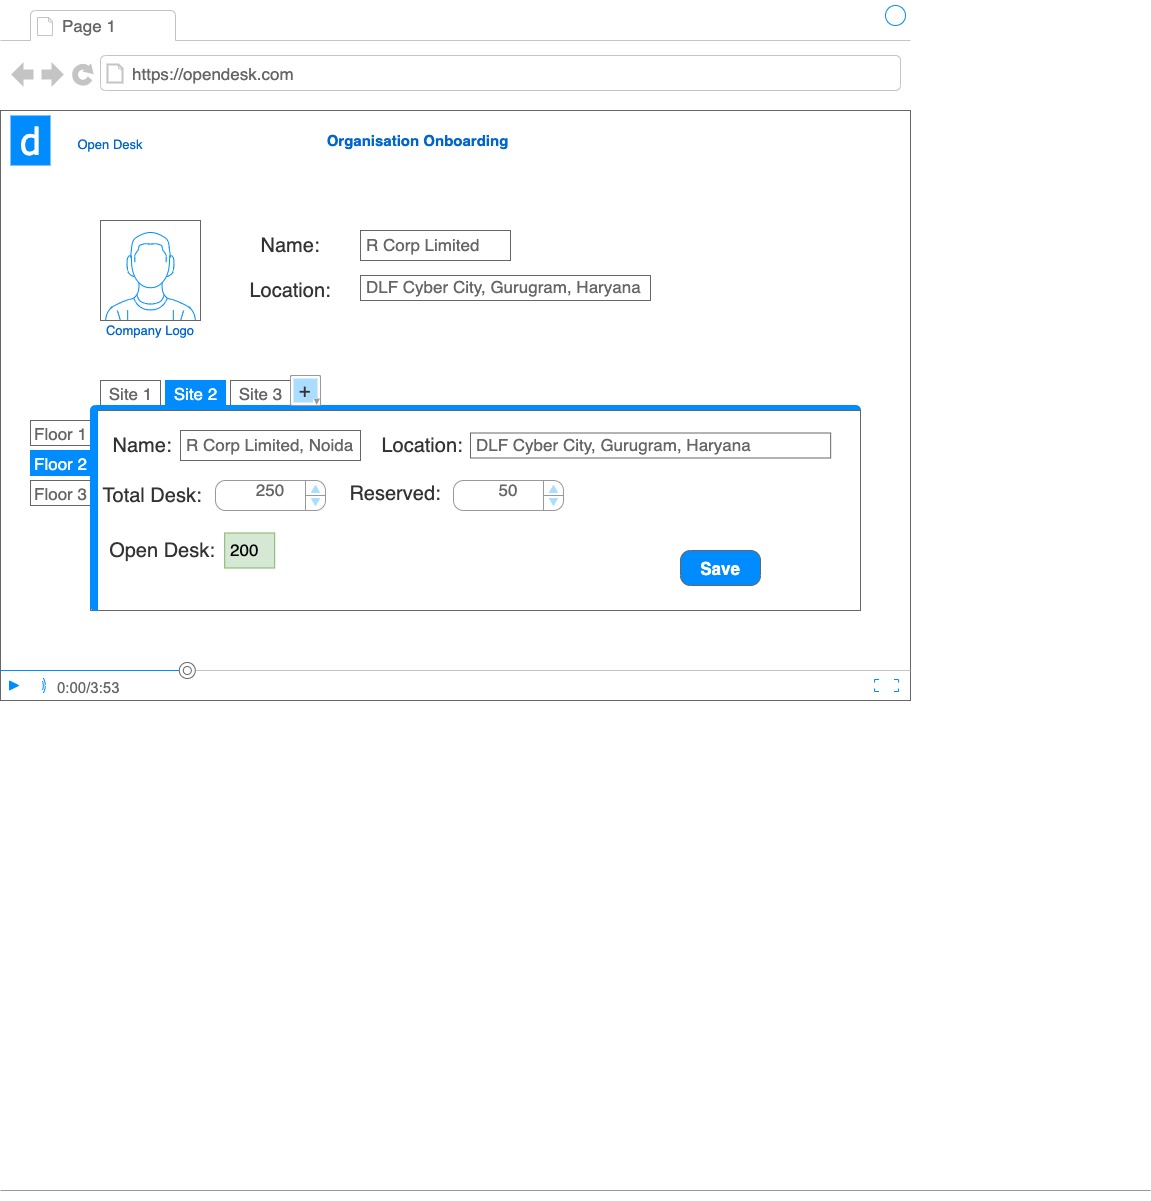 Page 1
https://opendesk.com
d
Open Desk
Organisation Onboarding
Name: R Corp Limited
Location: DLF Cyber City, Gurugram, Haryana
Company Logo
Site 1 Site 2 Site 3 +
Floor 1
Floor 2
Floor 3
Name: R Corp Limited, Noida Location: DLF Cyber City, Gurugram, Haryana
Total Desk: 250 Reserved: 50
Open Desk: 200
Save
0:00/3:53